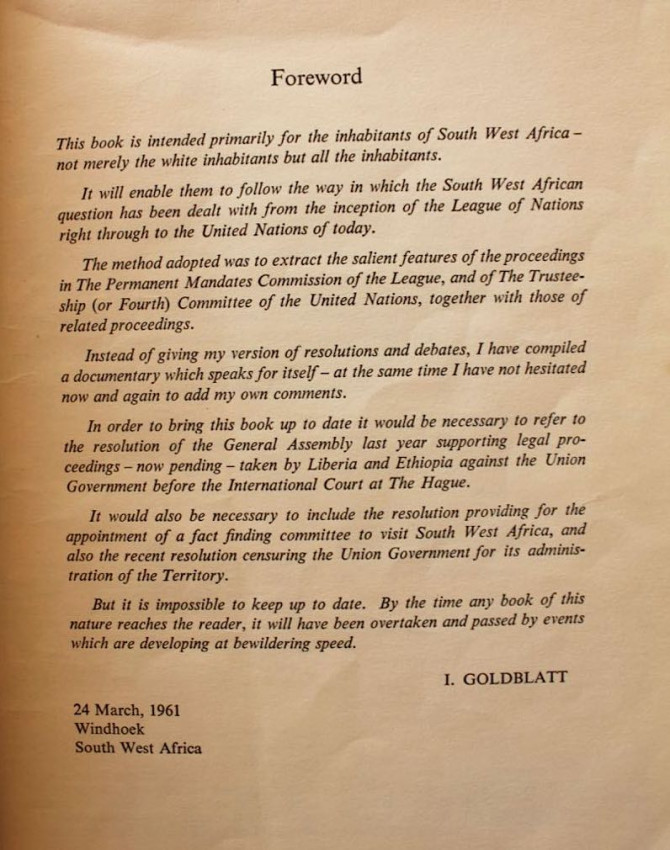 Foreword
This book is intended primarily for the inhabitants of South West Africa –
not merely the white inhabitants but all the inhabitants.
It will enable them to follow the way in which the South West African
question has been dealt with from the inception of the League of Nations
right through to the United Nations of today.
The method adopted was to extract the salient features of the proceedings
in The Permanent Mandates Commission of the League, and of The Trustee-
ship (or Fourth) Committee of the United Nations, together with those of
related proceedings.
Instead of giving my version of resolutions and debates, I have compiled
a documentary which speaks for itself – at the same time I have not hesitated
now and again to add my own comments.
In order to bring this book up to date it would be necessary to refer to
the resolution of the General Assembly last year supporting legal pro-
ceedings – now pending – taken by Liberia and Ethiopia against the Union
Government before the International Court at The Hague.
It would also be necessary to include the resolution providing for the
appointment of a fact finding committee to visit South West Africa, and
also the recent resolution censuring the Union Government for its adminis-
tration of the Territory.
But it is impossible to keep up to date. By the time any book of this
nature reaches the reader, it will have been overtaken and passed by events
which are developing at bewildering speed.
I. GOLDBLATT
24 March, 1961
Windhoek
South West Africa